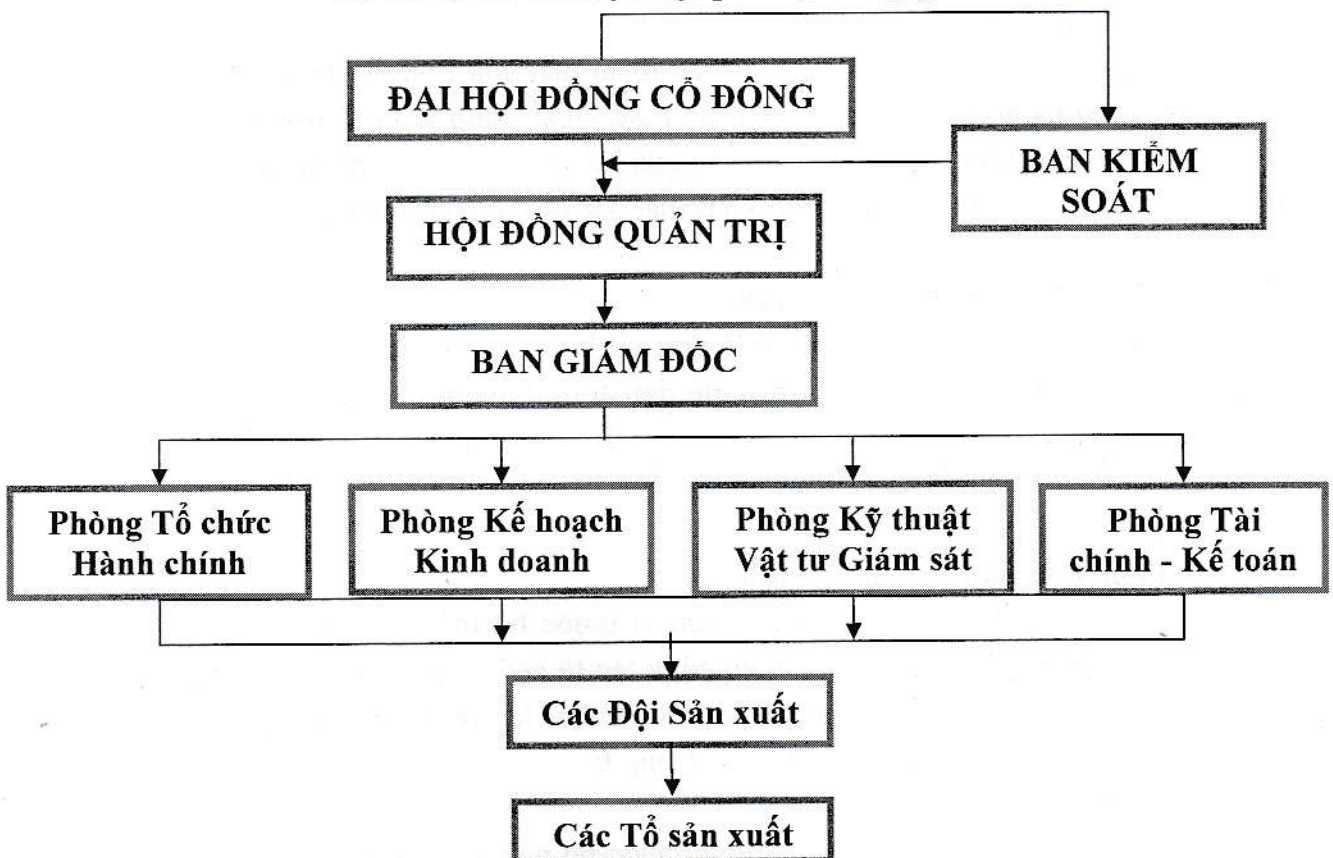 ĐẠI HỘI ĐỒNG CỔ ĐÔNG
BAN KIỂM
SOÁT
HỘI ĐỒNG QUẢN TRỊ
BAN GIÁM ĐỐC
Phòng Tổ chức
Hành chính
Phòng Kế hoạch
Kinh doanh
Phòng Kỹ thuật
Vật tư Giám sát
Phòng Tài
chính - Kế toán
Các Đội Sản xuất
Các Tổ sản xuất